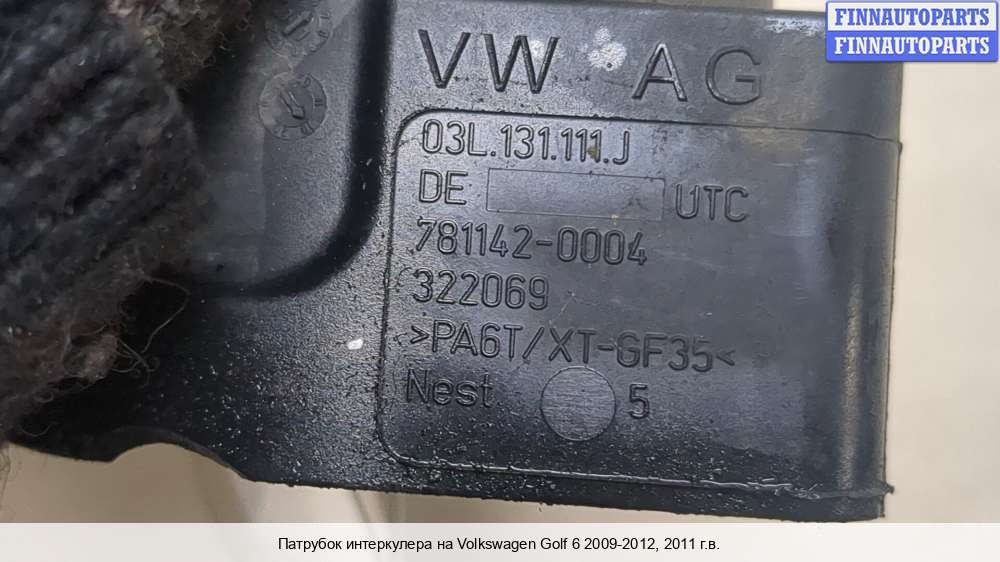 FINNAUTOPARTS
FINNAUTOPARTS
VW AG
03L.131.111.J
DE UTC
781142-0004
322069
>PA6T/XT-GF35<
Nest 5
Патрубок интеркулера на Volkswagen Golf 6 2009-2012, 2011 г.в.